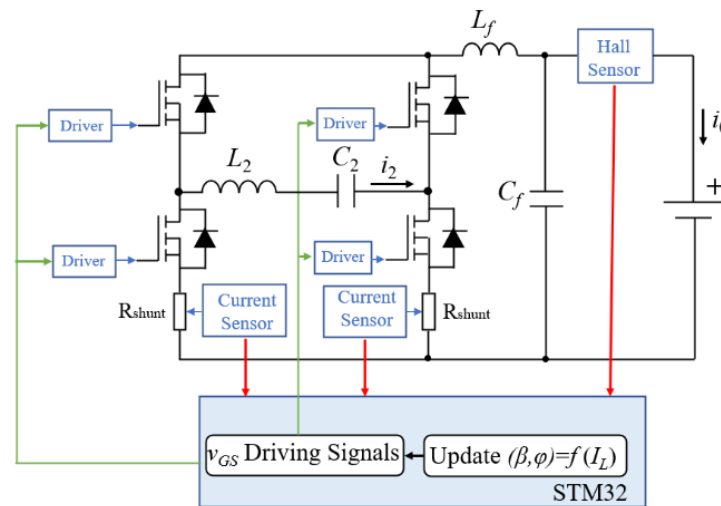 L_f
Hall
Sensor
Driver
Driver
i
L_2
C_2
i_2
C_f
+
Driver
Driver
R_shunt
Current
Sensor
Current
Sensor
R_shunt
v_GS Driving Signals
Update (β,φ)=f(I_L)
STM32